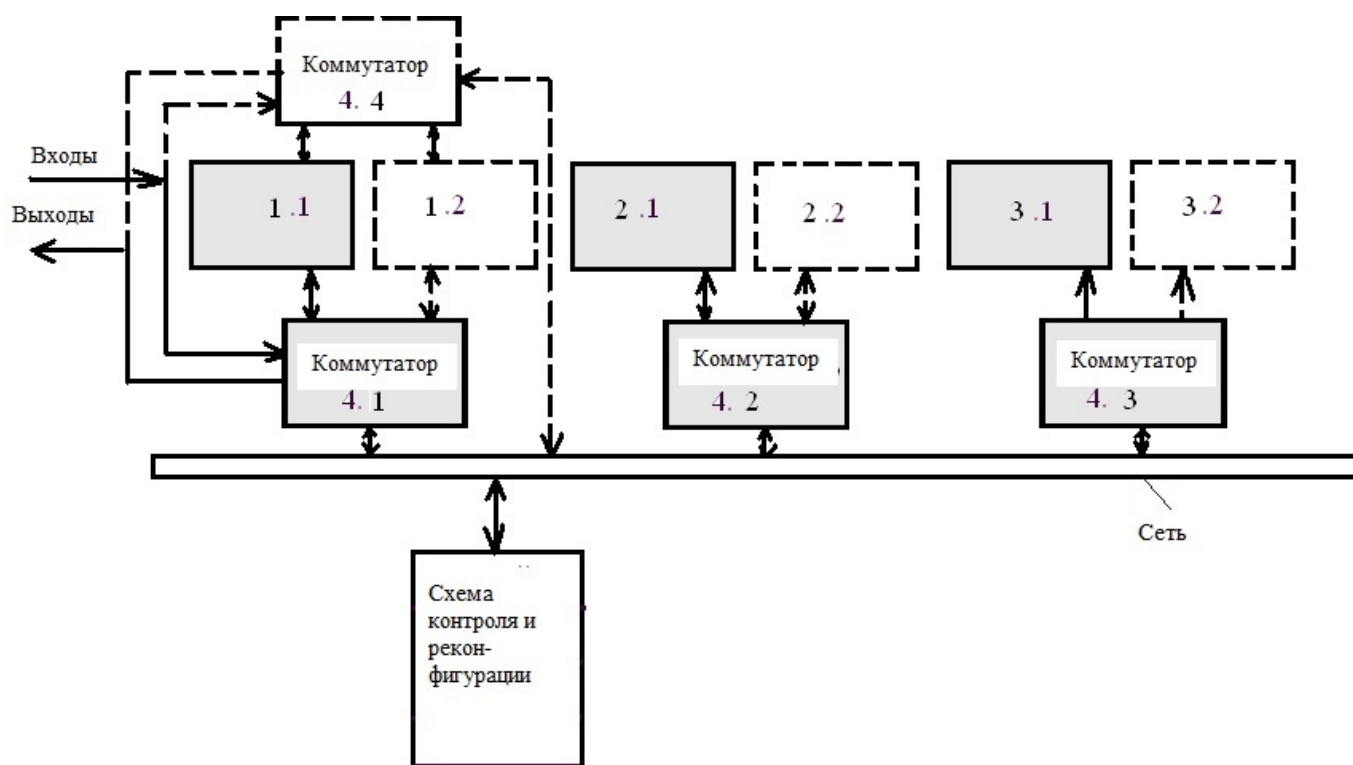 Коммутатор
4. 4
Входы
Выходы
1.1
1.2
2.1
2.2
3.1
3.2
Коммутатор
4. 1
Коммутатор
4. 2
Коммутатор
4. 3
Сеть
Схема
контроля и
рекон-
фигурации